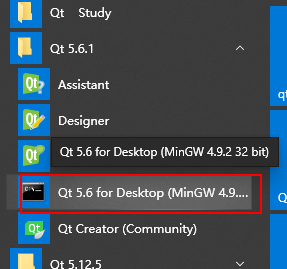 Qt Study
Qt 5.6.1
Assistant
Designer
Qt 5.6 for Desktop (MinGW 4.9.2 32 bit)
Qt 5.6 for Desktop (MinGW 4.9....
Qt Creator (Community)
Qt 5.12.5
qt
Qt